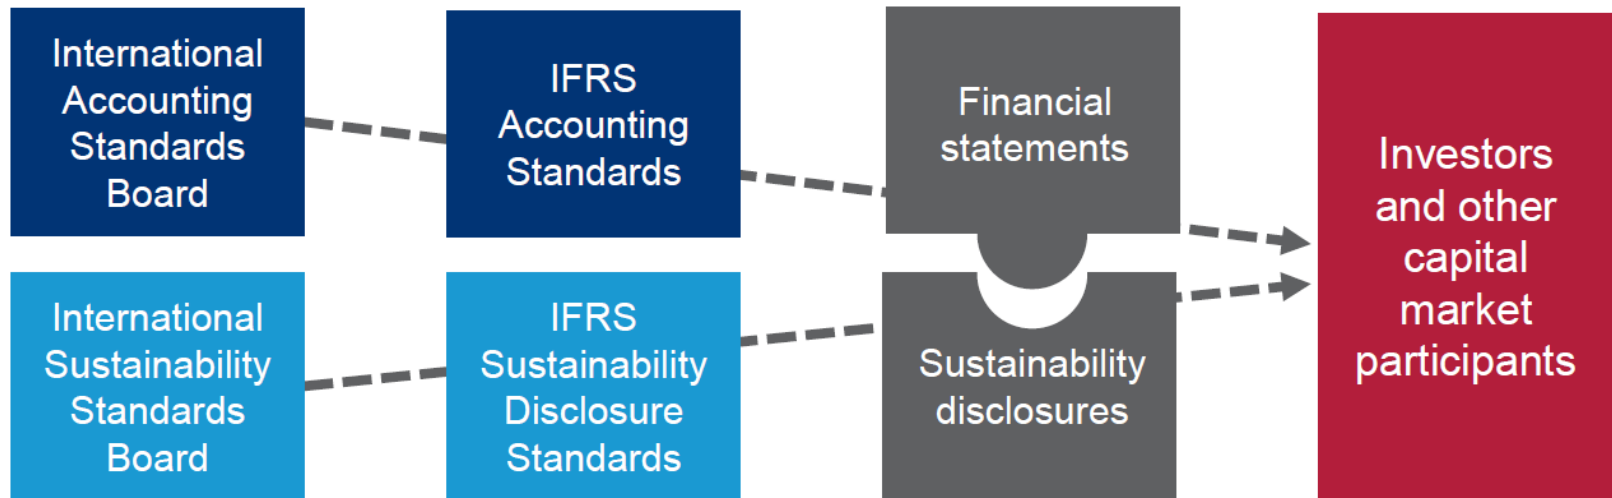 International
Accounting
Standards
Board
IFRS
Accounting
Standards
Financial
statements
Investors
and other
capital
market
participants
International
Sustainability
Standards
Board
IFRS
Sustainability
Disclosure
Standards
Sustainability
disclosures